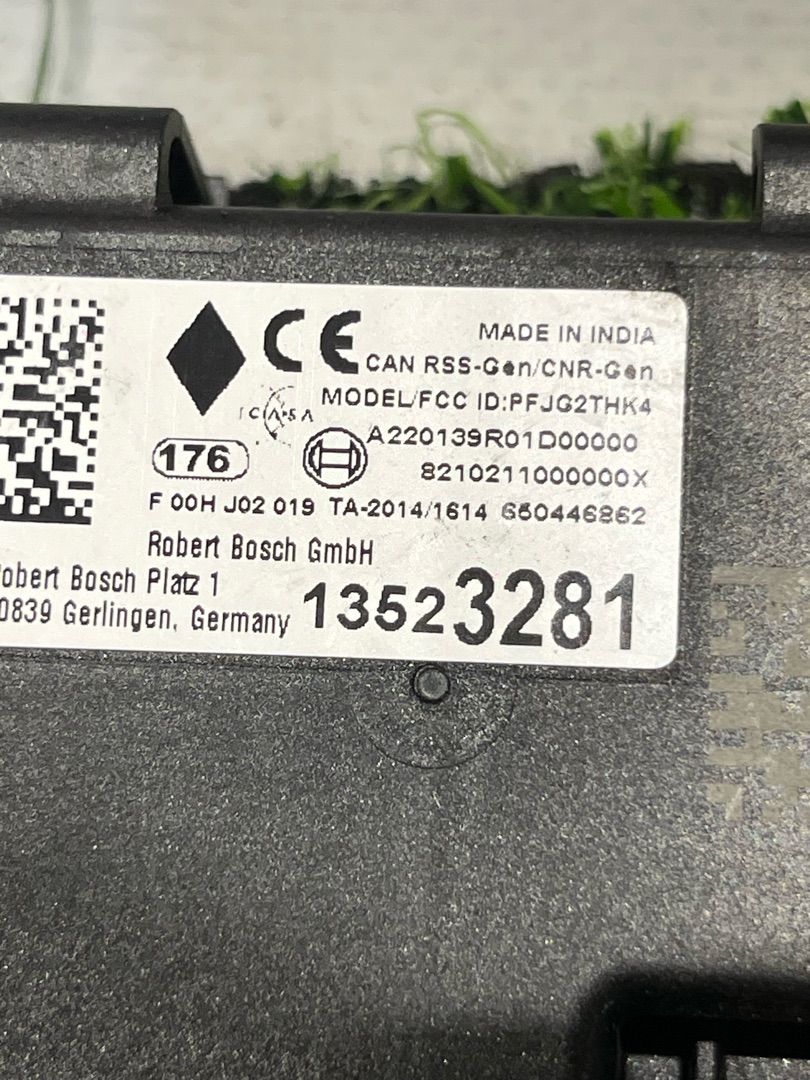 CE
MADE IN INDIA
CAN RSS-Gen/CNR-Gen
MODEL/FCC ID:PFJG2THK4
ICASA
A220139R01D00000
176
8210211000000X
F 00H J02 019 TA-2014/1614 650446862
Robert Bosch GmbH
obert Bosch Platz 1
0839 Gerlingen, Germany
13523281